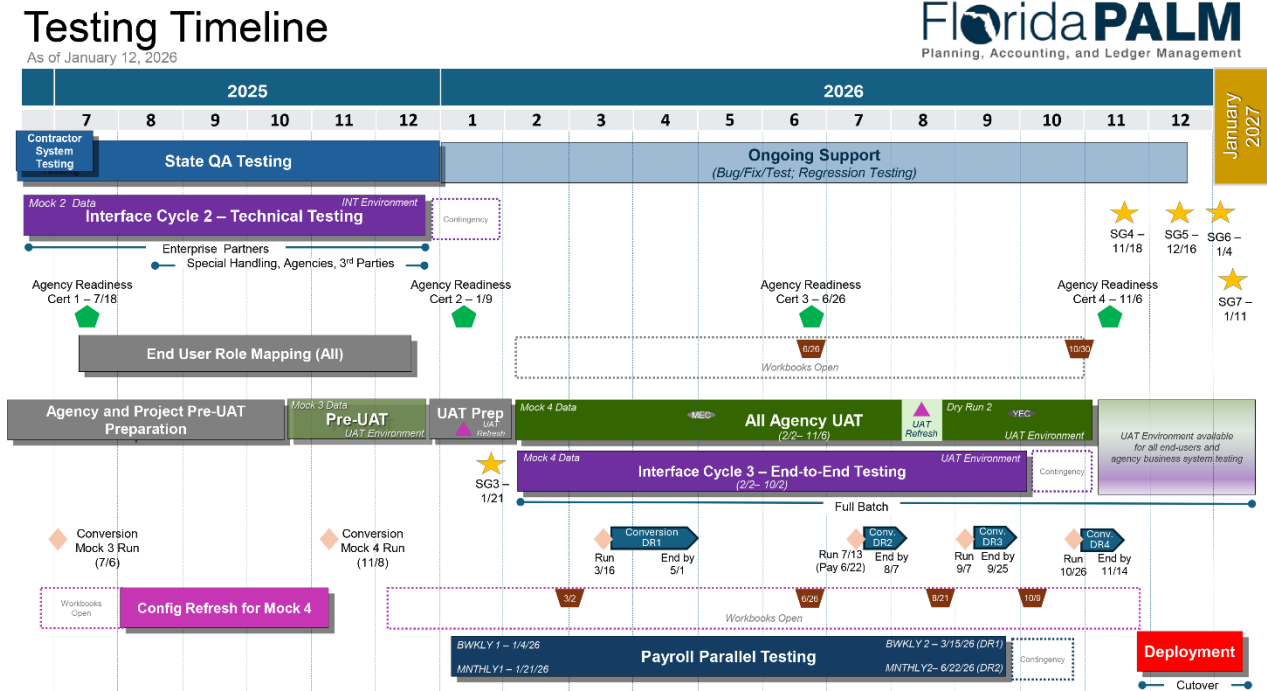 Testing Timeline
As of January 12, 2026
Florida PALM
Planning, Accounting, and Ledger Management
2025
2026
January 2027
7 8 9 10 11 12 1 2 3 4 5 6 7 8 9 10 11 12
Contractor
System
Testing
State QA Testing
Ongoing Support
(Bug/Fix/Test; Regression Testing)
Mock 2 Data
INT Environment
Interface Cycle 2 – Technical Testing
Contingency
Enterprise Partners
Special Handling, Agencies, 3rd Parties
SG4 –
11/18
SG5 –
12/16
SG6 –
1/4
SG7 –
1/11
Agency Readiness
Cert 1 – 7/18
Agency Readiness
Cert 2 – 1/9
Agency Readiness
Cert 3 – 6/26
Agency Readiness
Cert 4 – 11/6
End User Role Mapping (All)
6/26
10/30
Workbooks Open
Agency and Project Pre-UAT
Preparation
Mock 3 Data
Pre-UAT
UAT Environment
UAT Prep
UAT
Refresh
Mock 4 Data
MEC
All Agency UAT
(2/2– 11/6)
UAT
Refresh
Dry Run 2
YEC
UAT Environment
UAT Environment available
for all end-users and
agency business system testing
SG3 –
1/21
Mock 4 Data
Interface Cycle 3 – End-to-End Testing
(2/2– 10/2)
UAT Environment
Contingency
Full Batch
Conversion
Mock 3 Run
(7/6)
Conversion
Mock 4 Run
(11/8)
Conversion
DR1
Run
3/16
End by
5/1
Conv.
DR2
Run 7/13
(Pay 6/22)
End by
8/7
Conv.
DR3
Run
9/7
End by
9/25
Conv.
DR4
Run
10/26
End by
11/14
Workbooks
Open
Config Refresh for Mock 4
3/2
6/26
8/21
10/9
Workbooks Open
BWKLY 1 – 1/4/26
MNTHLY1 – 1/21/26
Payroll Parallel Testing
BWKLY 2 – 3/15/26 (DR1)
MNTHLY2– 6/22/26 (DR2)
Contingency
Deployment
Cutover